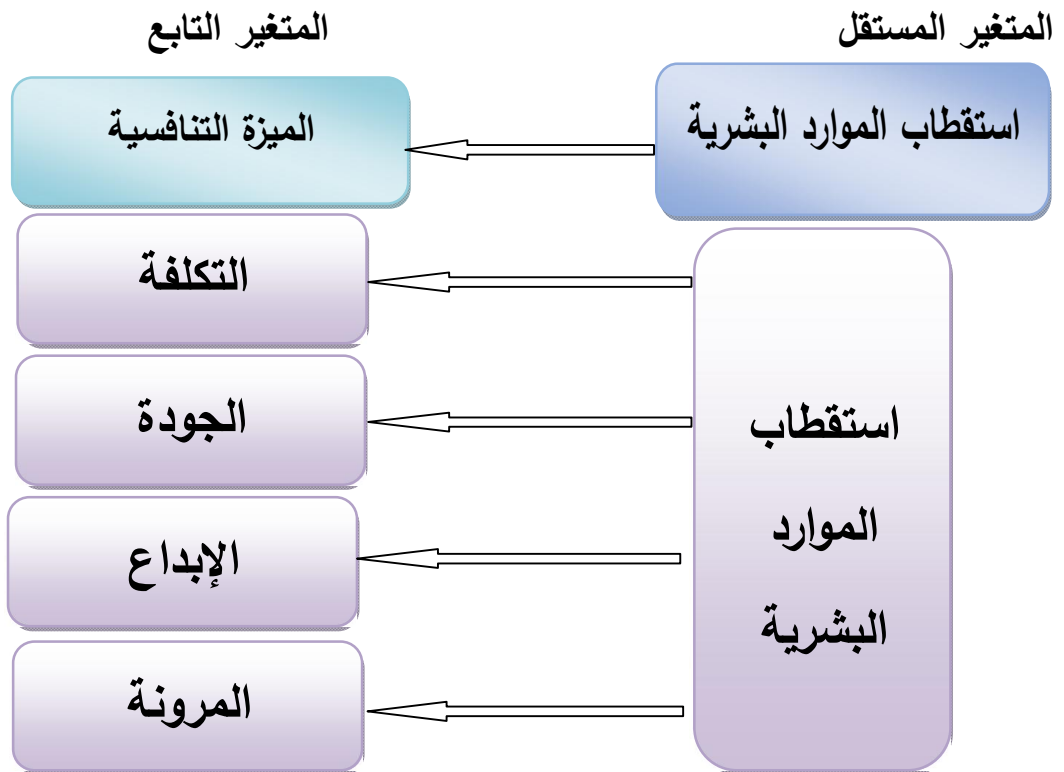 المتغير المستقل
المتغير التابع
استقطاب الموارد البشرية
الميزة التنافسية
التكلفة
الجودة
الإبداع
المرونة
استقطاب
الموارد
البشرية